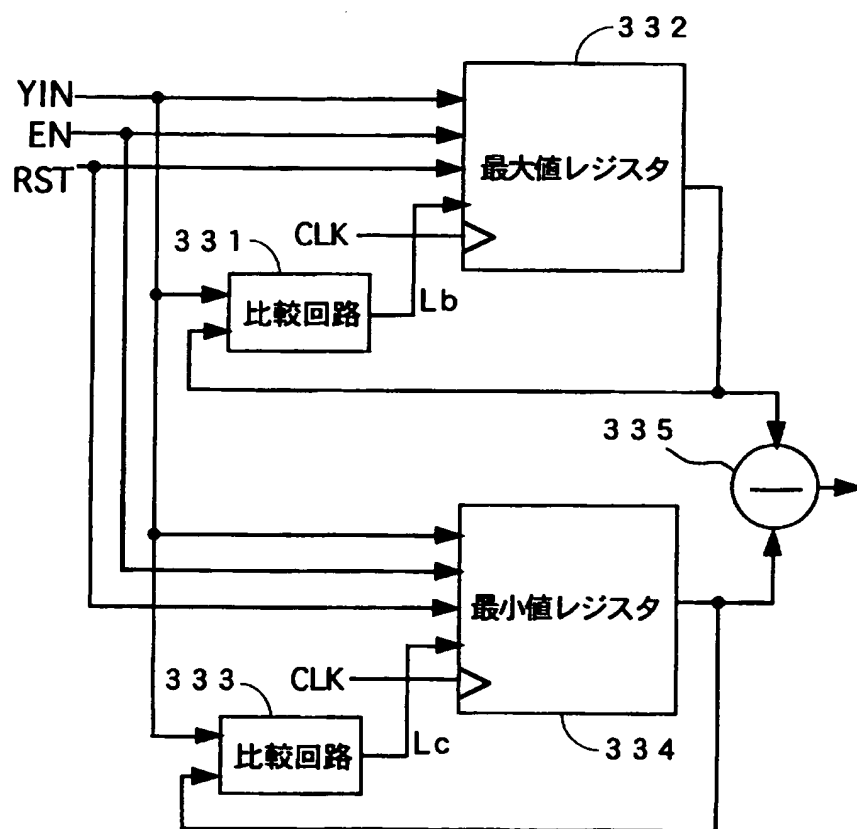 332
YIN
EN
RST
最大値レジスタ
CLK
331
比較回路
Lb
335
最小値レジスタ
CLK
333
比較回路
Lc
334